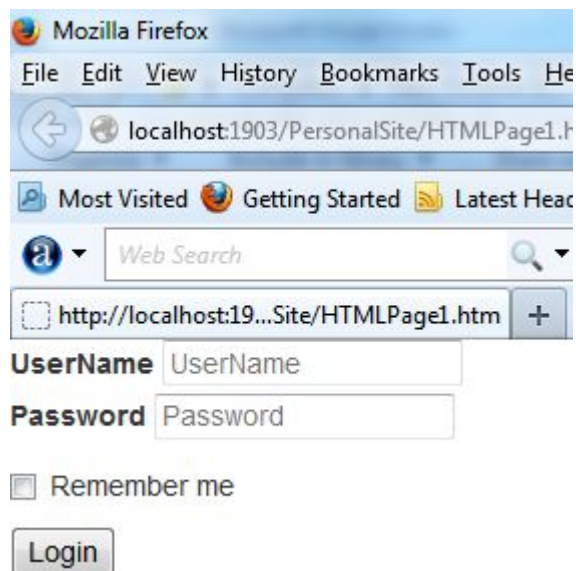 Mozilla Firefox
File Edit View History Bookmarks Tools He
localhost:1903/PersonalSite/HTMLPage1.h
Most Visited Getting Started Latest Head
a Web Search
http://localhost:19...Site/HTMLPage1.htm +
UserName UserName
Password Password
Remember me
Login